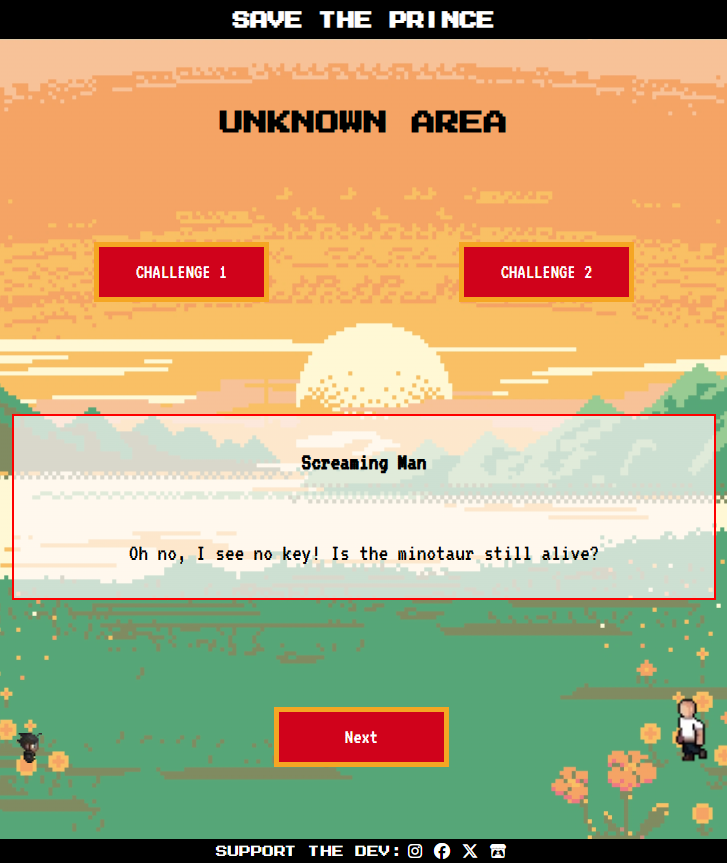 SAVE THE PRINCE
UNKNOWN AREA
CHALLENGE 1
CHALLENGE 2
Screaming Man
Oh no, I see no key! Is the minotaur still alive?
Next
SUPPORT THE DEV: